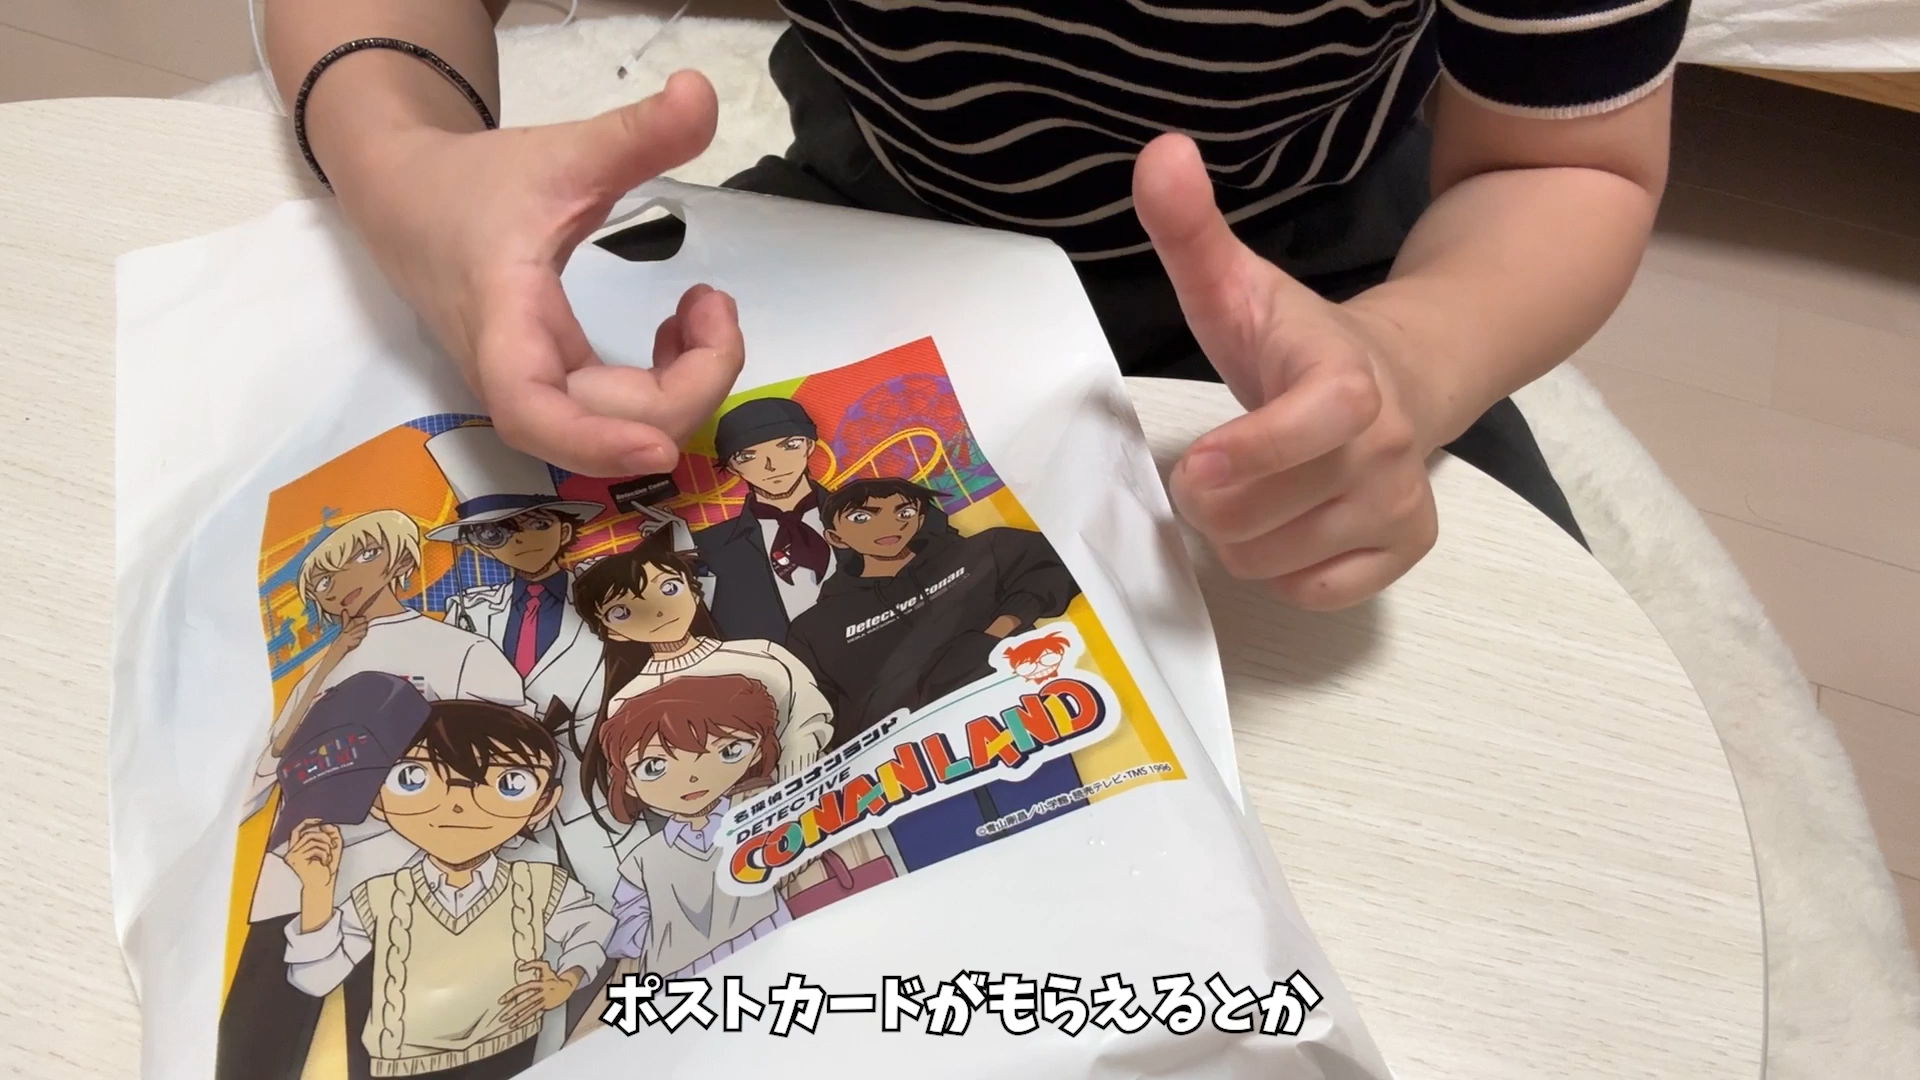 Detective Conan
Detective Conan
名探偵コナンランド
DETECTIVE
CONAN LAND
©青山剛昌／小学館・読売テレビ・TMS 1996
ポストカードがもらえるとか